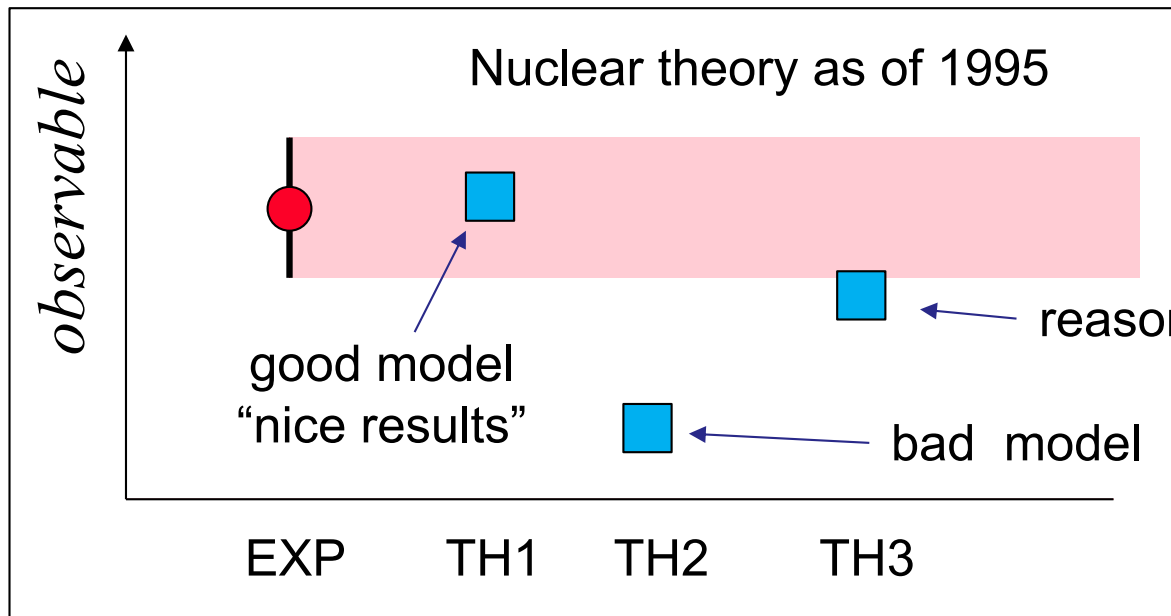 Nuclear theory as of 1995
observable
good model
“nice results”
bad model
EXP TH1 TH2 TH3